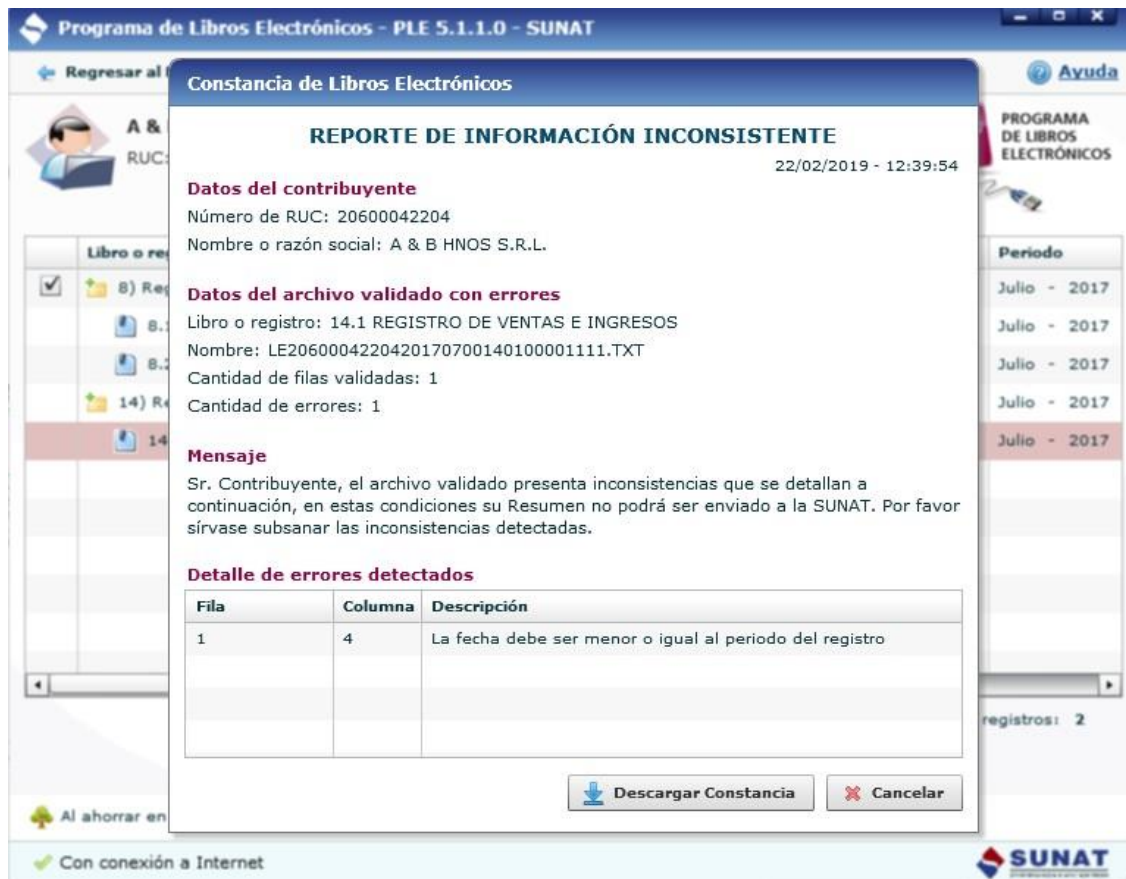 Programa de Libros Electrónicos - PLE 5.1.1.0 - SUNAT
Regresar al
Ayuda
A &
RUC:
PROGRAMA
DE LIBROS
ELECTRÓNICOS
Constancia de Libros Electrónicos
REPORTE DE INFORMACIÓN INCONSISTENTE
22/02/2019 - 12:39:54
Datos del contribuyente
Número de RUC: 20600042204
Nombre o razón social: A & B HNOS S.R.L.
Datos del archivo validado con errores
Libro o registro: 14.1 REGISTRO DE VENTAS E INGRESOS
Nombre: LE2060004220420170700140100001111.TXT
Cantidad de filas validadas: 1
Cantidad de errores: 1
Mensaje
Sr. Contribuyente, el archivo validado presenta inconsistencias que se detallan a
continuación, en estas condiciones su Resumen no podrá ser enviado a la SUNAT. Por favor
sírvase subsanar las inconsistencias detectadas.
Detalle de errores detectados
Fila Columna Descripción
1 4 La fecha debe ser menor o igual al periodo del registro
Descargar Constancia Cancelar
Libro o re
Periodo
8) Reg
Julio - 2017
8.1
Julio - 2017
8.2
Julio - 2017
14) Re
Julio - 2017
14
Julio - 2017
registros: 2
Al ahorrar en
Con conexión a Internet
SUNAT